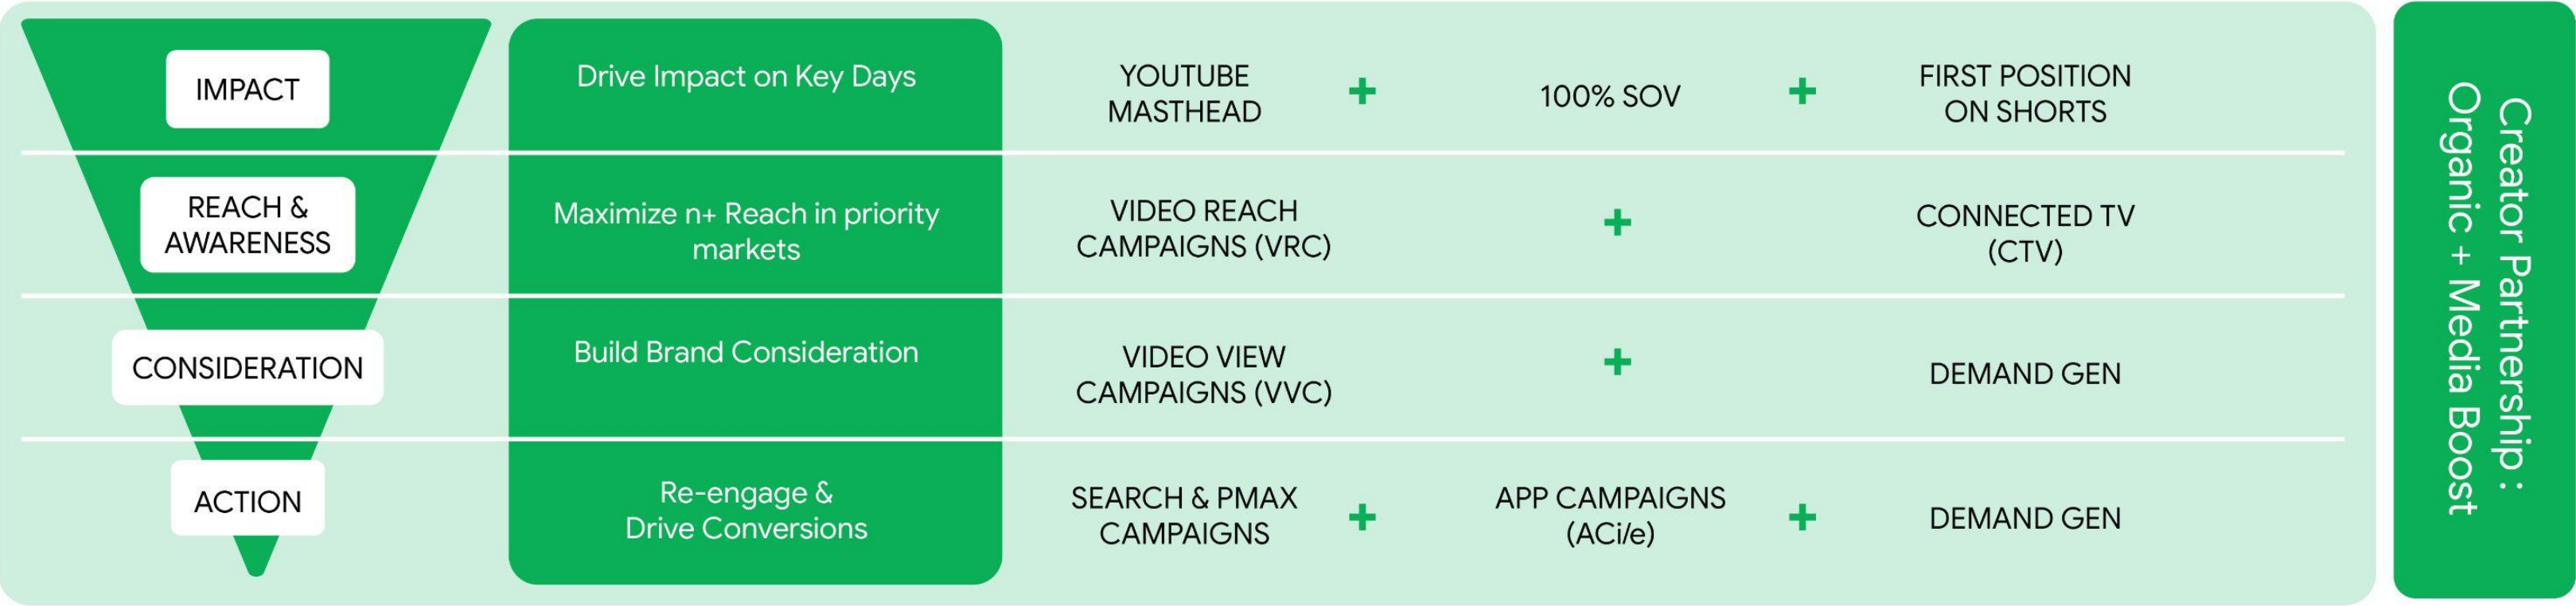 IMPACT
Drive Impact on Key Days
YOUTUBE
MASTHEAD
+
100% SOV
+
FIRST POSITION
ON SHORTS
REACH &
AWARENESS
Maximize n+ Reach in priority
markets
VIDEO REACH
CAMPAIGNS (VRC)
+
CONNECTED TV
(CTV)
CONSIDERATION
Build Brand Consideration
VIDEO VIEW
CAMPAIGNS (VVC)
+
DEMAND GEN
ACTION
Re-engage &
Drive Conversions
SEARCH & PMAX
CAMPAIGNS
+
APP CAMPAIGNS
(ACi/e)
+
DEMAND GEN
Creator Partnership :
Organic + Media Boost